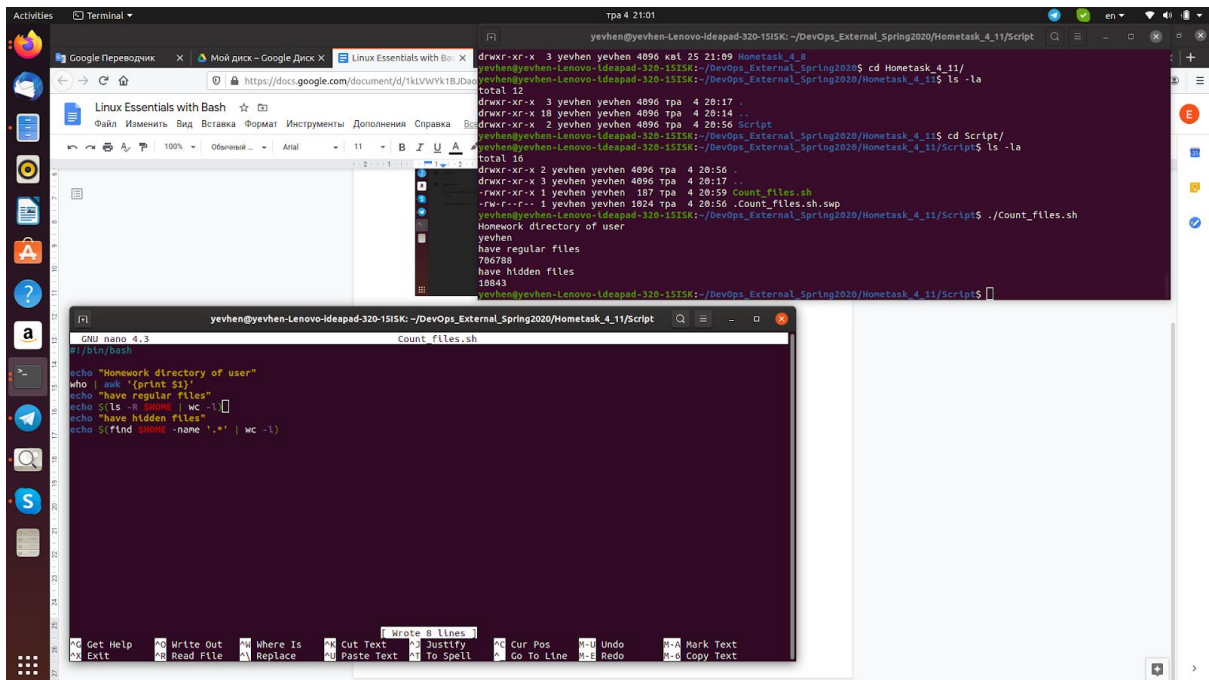 Activities Terminal тра 4 21:01 en
yevhen@yevhen-Lenovo-ideapad-320-15ISK: ~/DevOps_External_Spring2020/Hometask_4_11/Script
Google Переводчик Мой диск – Google Диск Linux Essentials with Bas
https://docs.google.com/document/d/1kLVWYk1BJDao
Linux Essentials with Bash
Файл Изменить Вид Вставка Формат Инструменты Дополнения Справка Все
100% Обычный ... Arial 11 B I U A
drwxr-xr-x 3 yevhen yevhen 4096 кві 25 21:09 Hometask_4_8
yevhen@yevhen-Lenovo-ideapad-320-15ISK:~/DevOps_External_Spring2020$ cd Hometask_4_11/
yevhen@yevhen-Lenovo-ideapad-320-15ISK:~/DevOps_External_Spring2020/Hometask_4_11$ ls -la
total 12
drwxr-xr-x 3 yevhen yevhen 4096 тра 4 20:17 .
drwxr-xr-x 18 yevhen yevhen 4096 тра 4 20:14 ..
drwxr-xr-x 2 yevhen yevhen 4096 тра 4 20:56 Script
yevhen@yevhen-Lenovo-ideapad-320-15ISK:~/DevOps_External_Spring2020/Hometask_4_11$ cd Script/
yevhen@yevhen-Lenovo-ideapad-320-15ISK:~/DevOps_External_Spring2020/Hometask_4_11/Script$ ls -la
total 16
drwxr-xr-x 2 yevhen yevhen 4096 тра 4 20:56 .
drwxr-xr-x 3 yevhen yevhen 4096 тра 4 20:17 ..
-rwxr-xr-x 1 yevhen yevhen 187 тра 4 20:59 Count_files.sh
-rw-r--r-- 1 yevhen yevhen 1024 тра 4 20:56 .Count_files.sh.swp
yevhen@yevhen-Lenovo-ideapad-320-15ISK:~/DevOps_External_Spring2020/Hometask_4_11/Script$ ./Count_files.sh
Homework directory of user
yevhen
have regular files
706788
have hidden files
10843
yevhen@yevhen-Lenovo-ideapad-320-15ISK:~/DevOps_External_Spring2020/Hometask_4_11/Script$
yevhen@yevhen-Lenovo-ideapad-320-15ISK: ~/DevOps_External_Spring2020/Hometask_4_11/Script
GNU nano 4.3 Count_files.sh
#!/bin/bash
echo "Homework directory of user"
who | awk '{print $1}'
echo "have regular files"
echo $(ls -R $HOME | wc -l)
echo "have hidden files"
echo $(find $HOME -name '.*' | wc -l)
[ Wrote 8 lines ]
^G Get Help ^O Write Out ^W Where Is ^K Cut Text ^J Justify ^C Cur Pos M-U Undo M-A Mark Text
^X Exit ^R Read File ^\ Replace ^U Paste Text ^T To Spell ^_ Go To Line M-E Redo M-6 Copy Text